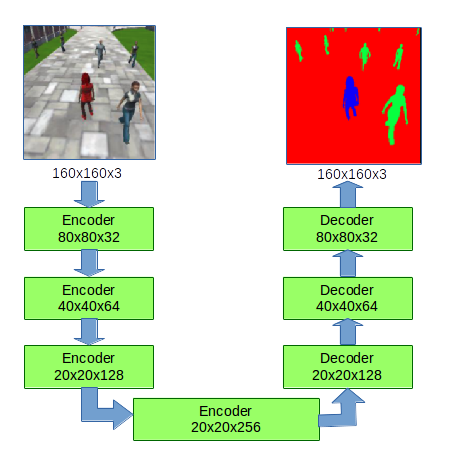 160x160x3
Encoder
80x80x32
Encoder
40x40x64
Encoder
20x20x128
Encoder
20x20x256
160x160x3
Decoder
80x80x32
Decoder
40x40x64
Decoder
20x20x128